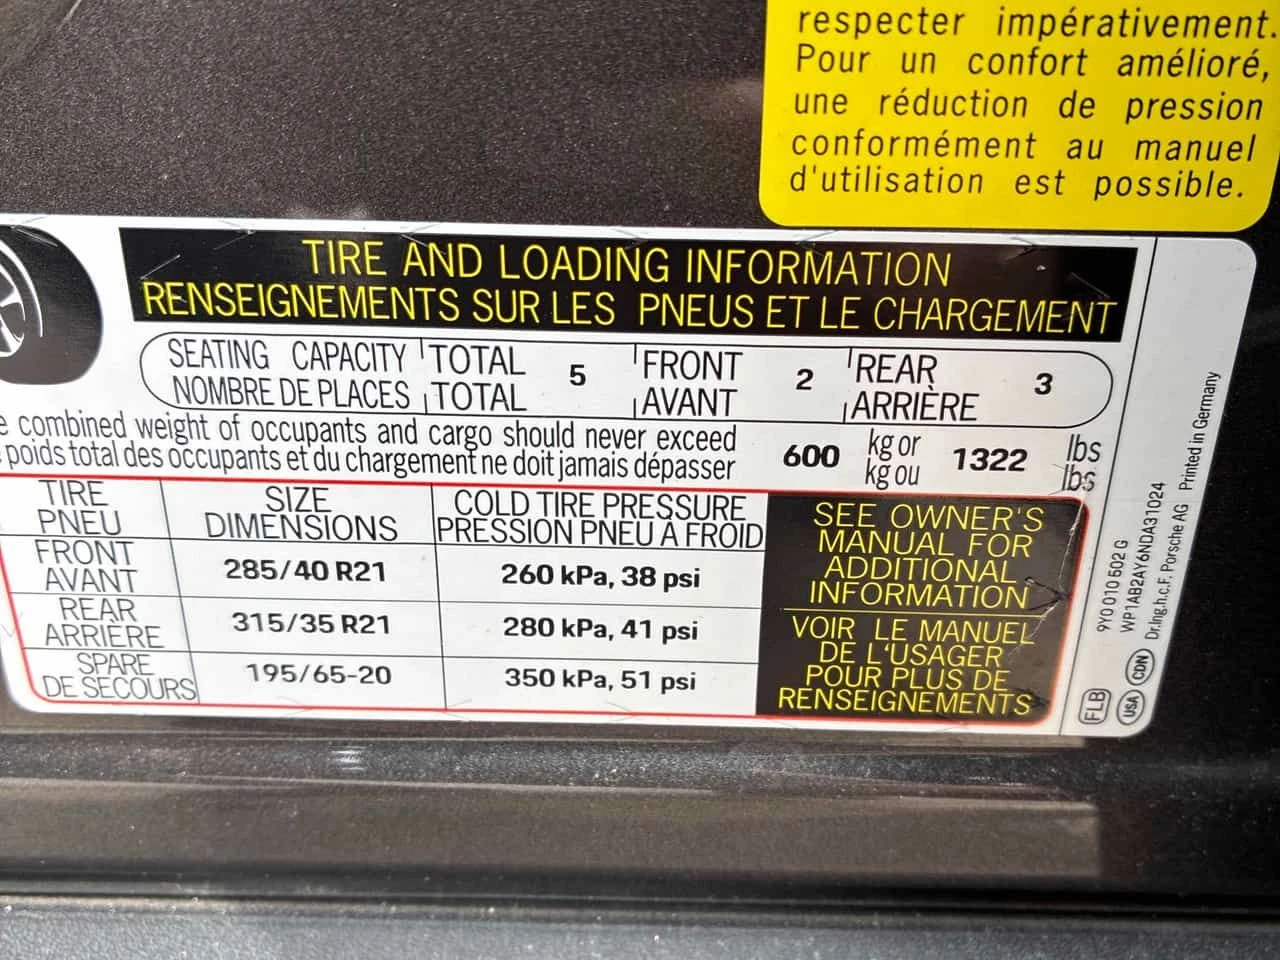 respecter impérativement.
Pour un confort amélioré,
une réduction de pression
conformément au manuel
d'utilisation est possible.
TIRE AND LOADING INFORMATION
RENSEIGNEMENTS SUR LES PNEUS ET LE CHARGEMENT
SEATING CAPACITY TOTAL 5 FRONT 2 REAR 3
NOMBRE DE PLACES TOTAL AVANT ARRIÈRE
combined weight of occupants and cargo should never exceed 600 kg or 1322 lbs
poids total des occupants et du chargement ne doit jamais dépasser kg ou lbs
TIRE SIZE COLD TIRE PRESSURE
PNEU DIMENSIONS PRESSION PNEU À FROID
FRONT 285/40 R21 260 kPa, 38 psi
AVANT
REAR 315/35 R21 280 kPa, 41 psi
ARRIÈRE
SPARE 195/65-20 350 kPa, 51 psi
DE SECOURS
SEE OWNER'S
MANUAL FOR
ADDITIONAL
INFORMATION
VOIR LE MANUEL
DE L'USAGER
POUR PLUS DE
RENSEIGNEMENTS
9Y0 010 502 G
WP1AB2AY6NDA31024
Dr.Ing.h.c.F. Porsche AG Printed in Germany
FLB USA CDN